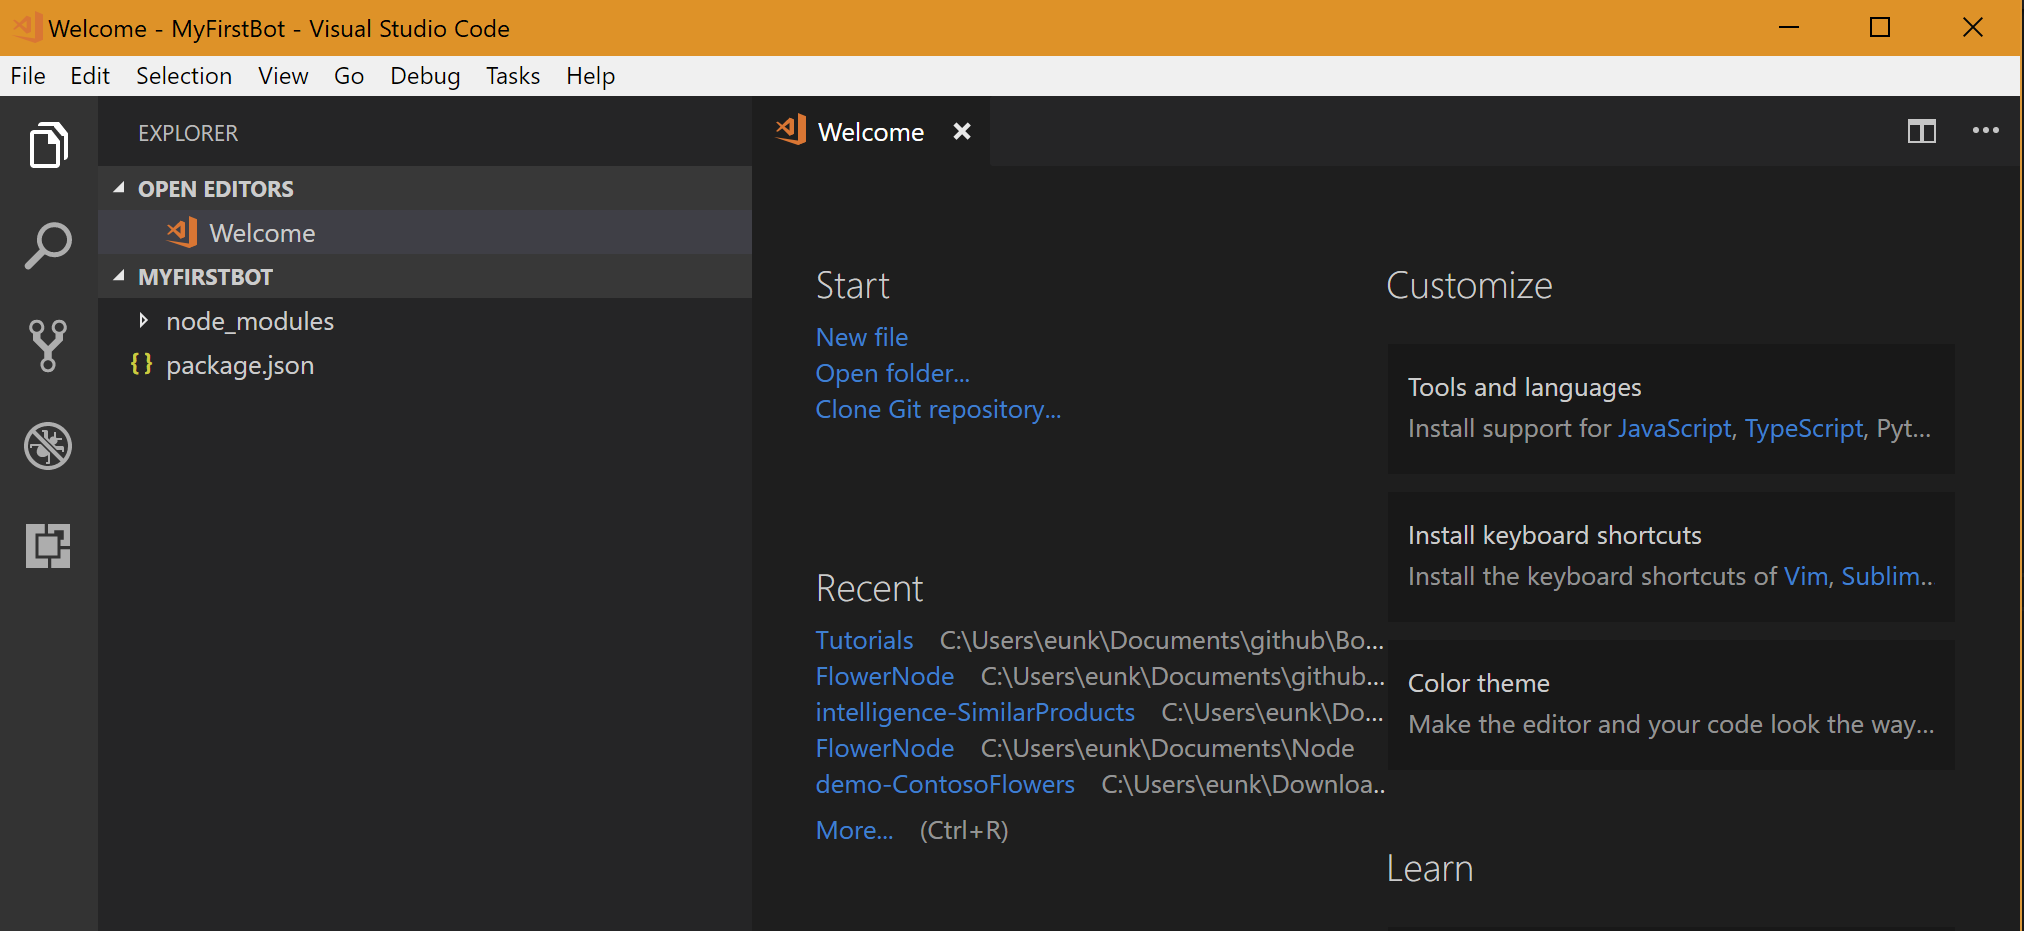 Welcome - MyFirstBot - Visual Studio Code
File Edit Selection View Go Debug Tasks Help
EXPLORER
OPEN EDITORS
Welcome
MYFIRSTBOT
node_modules
{} package.json
Welcome
Start
New file
Open folder...
Clone Git repository...
Recent
Tutorials C:\Users\eunk\Documents\github\Bo...
FlowerNode C:\Users\eunk\Documents\github...
intelligence-SimilarProducts C:\Users\eunk\Do...
FlowerNode C:\Users\eunk\Documents\Node
demo-ContosoFlowers C:\Users\eunk\Downloa..
More... (Ctrl+R)
Customize
Tools and languages
Install support for JavaScript, TypeScript, Pyt...
Install keyboard shortcuts
Install the keyboard shortcuts of Vim, Sublim..
Color theme
Make the editor and your code look the way...
Learn